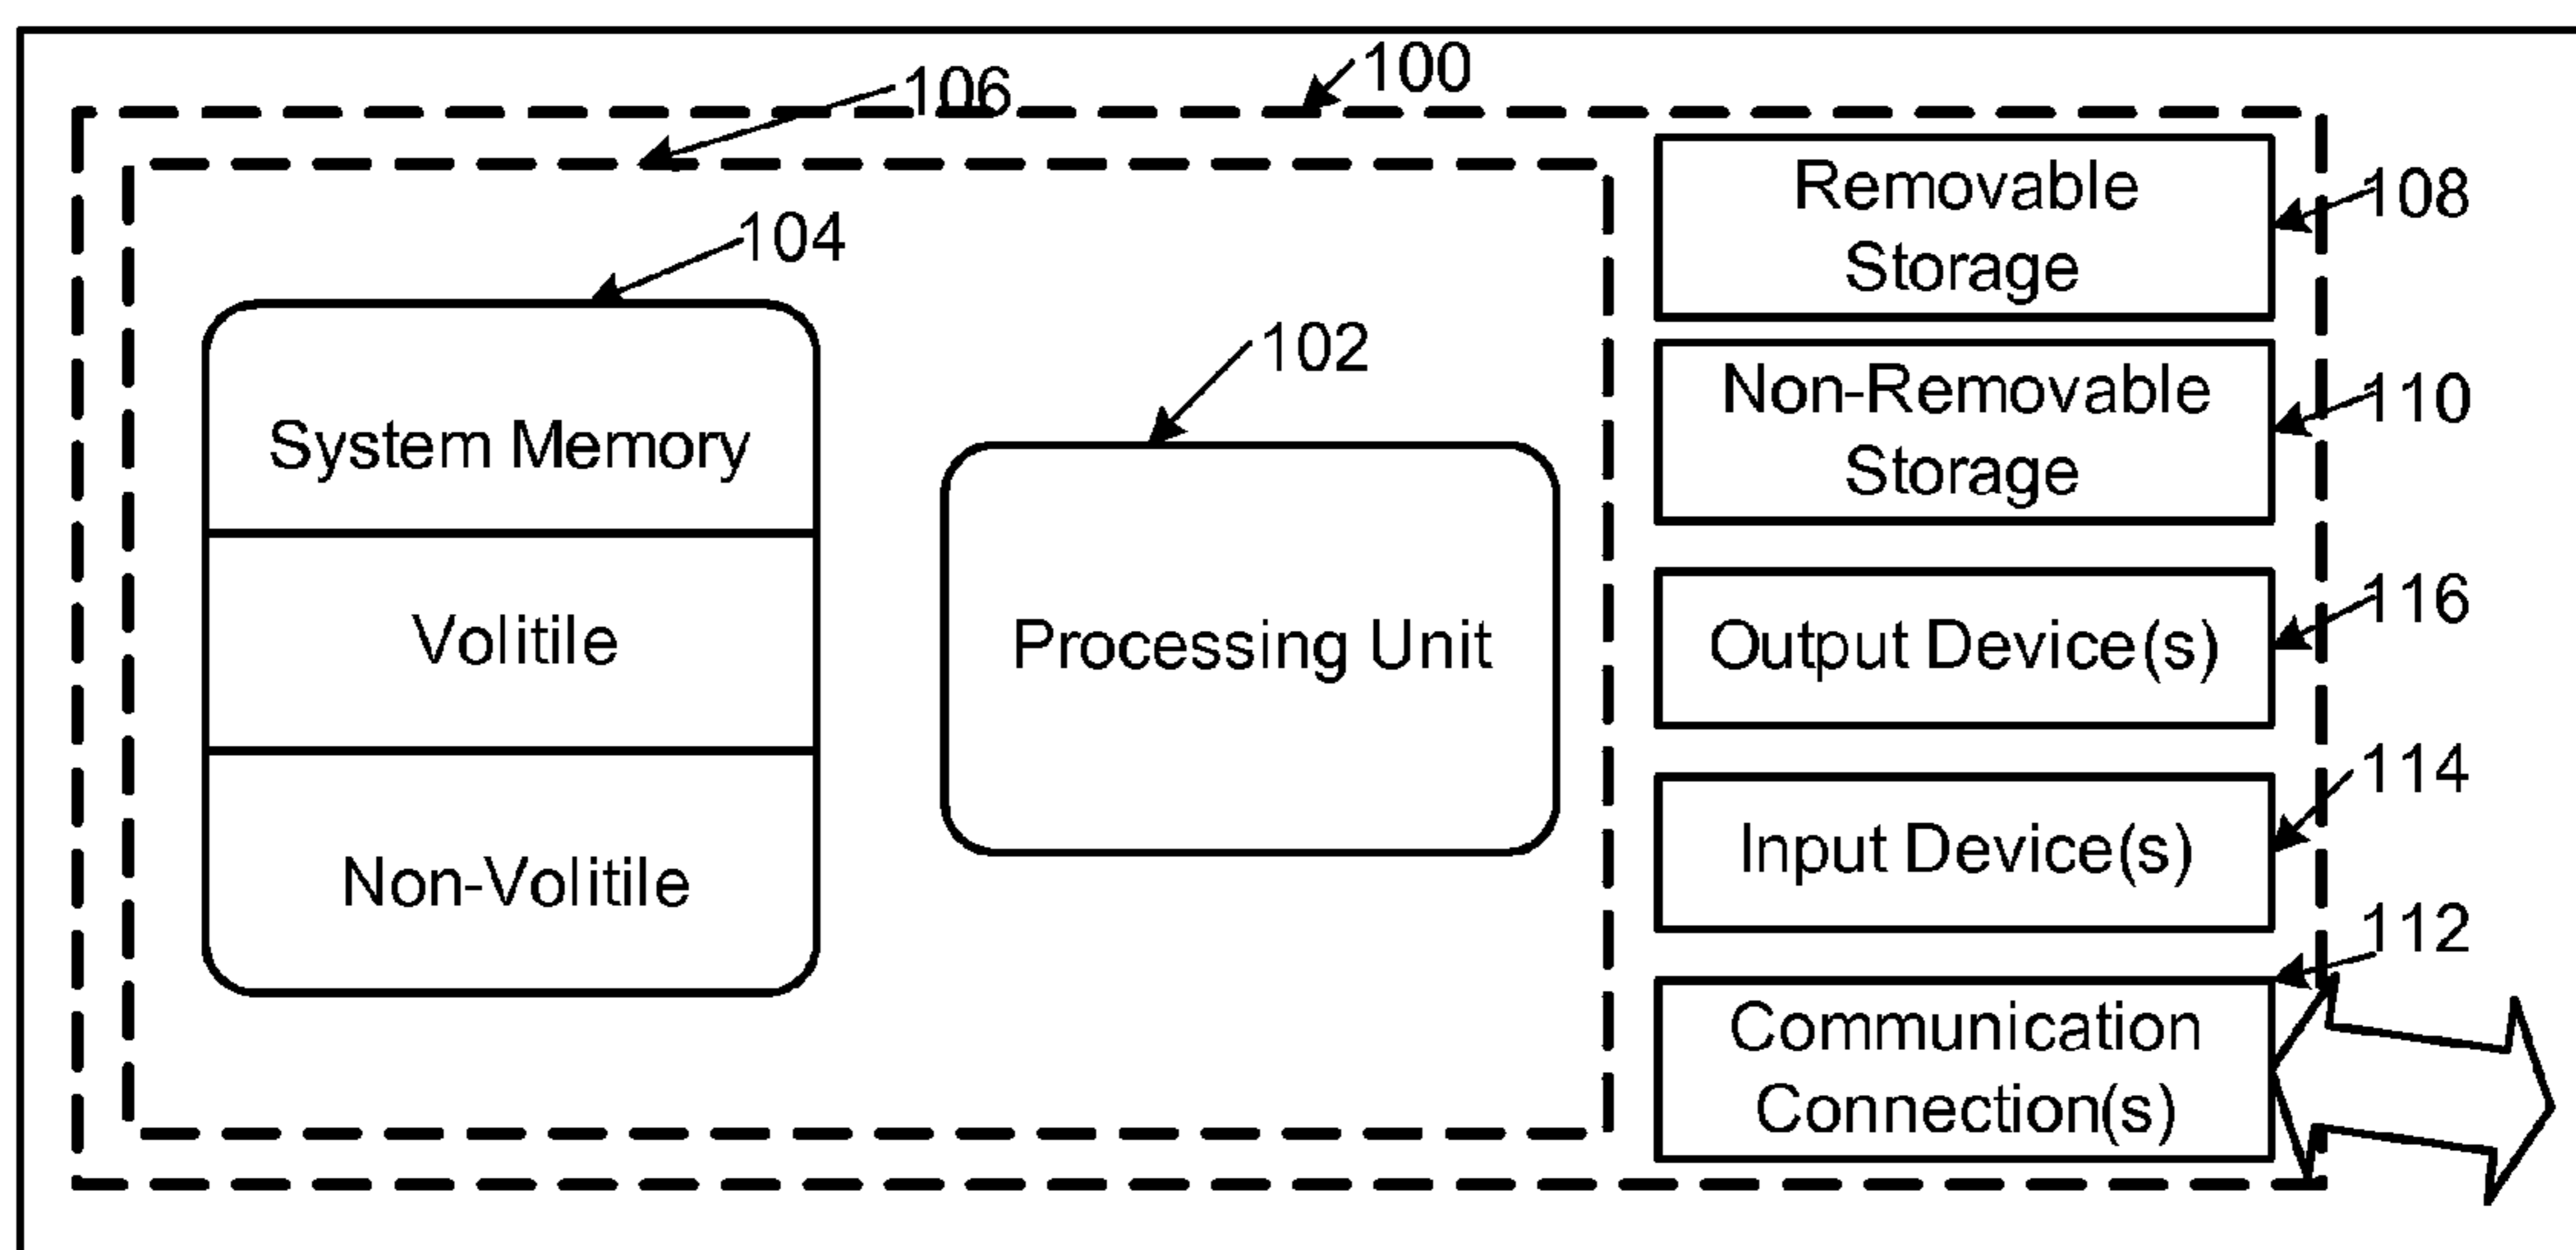 106
100
104
System Memory
Volitile
Non-Volitile
102
Processing Unit
Removable
Storage
108
Non-Removable
Storage
110
Output Device(s)
116
Input Device(s)
114
Communication
Connection(s)
112